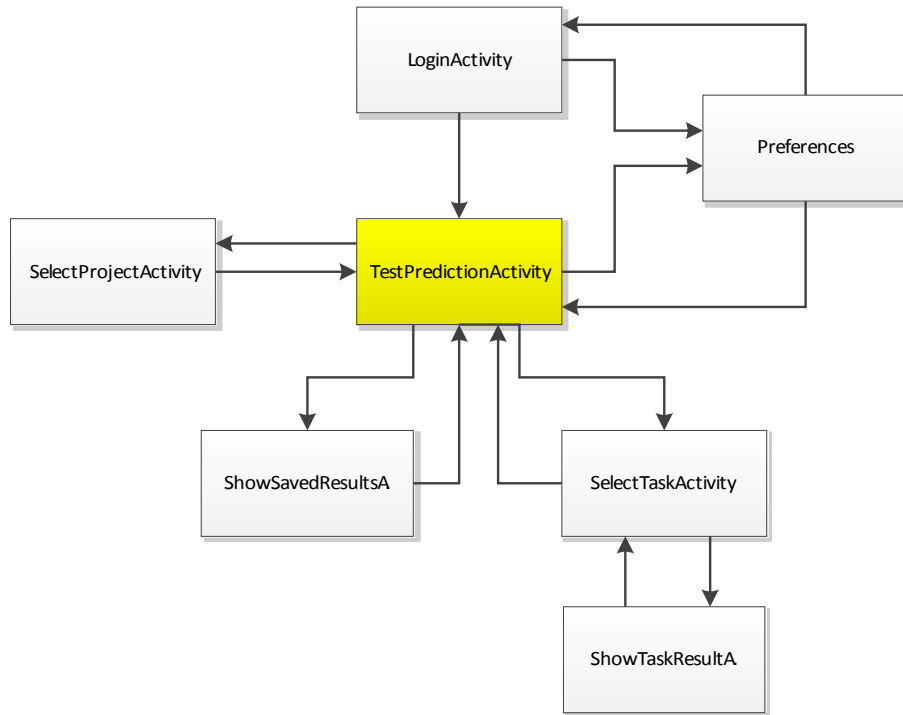 LoginActivity
Preferences
SelectProjectActivity
TestPredictionActivity
ShowSavedResultsA.
SelectTaskActivity
ShowTaskResultA.